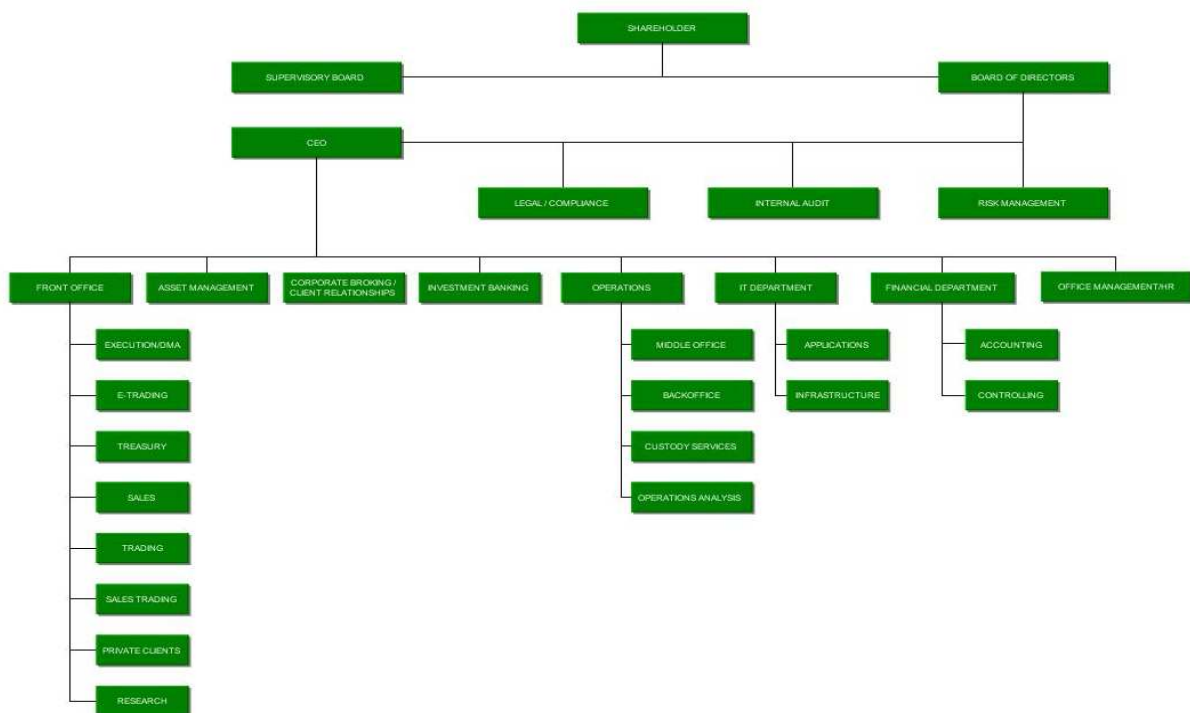 SHAREHOLDER
SUPERVISORY BOARD
BOARD OF DIRECTORS
CEO
LEGAL / COMPLIANCE
INTERNAL AUDIT
RISK MANAGEMENT
FRONT OFFICE
ASSET MANAGEMENT
CORPORATE BROKING /
CLIENT RELATIONSHIPS
INVESTMENT BANKING
OPERATIONS
IT DEPARTMENT
FINANCIAL DEPARTMENT
OFFICE MANAGEMENT/HR
EXECUTION/DMA
E-TRADING
TREASURY
SALES
TRADING
SALES TRADING
PRIVATE CLIENTS
RESEARCH
MIDDLE OFFICE
BACKOFFICE
CUSTODY SERVICES
OPERATIONS ANALYSIS
APPLICATIONS
INFRASTRUCTURE
ACCOUNTING
CONTROLLING